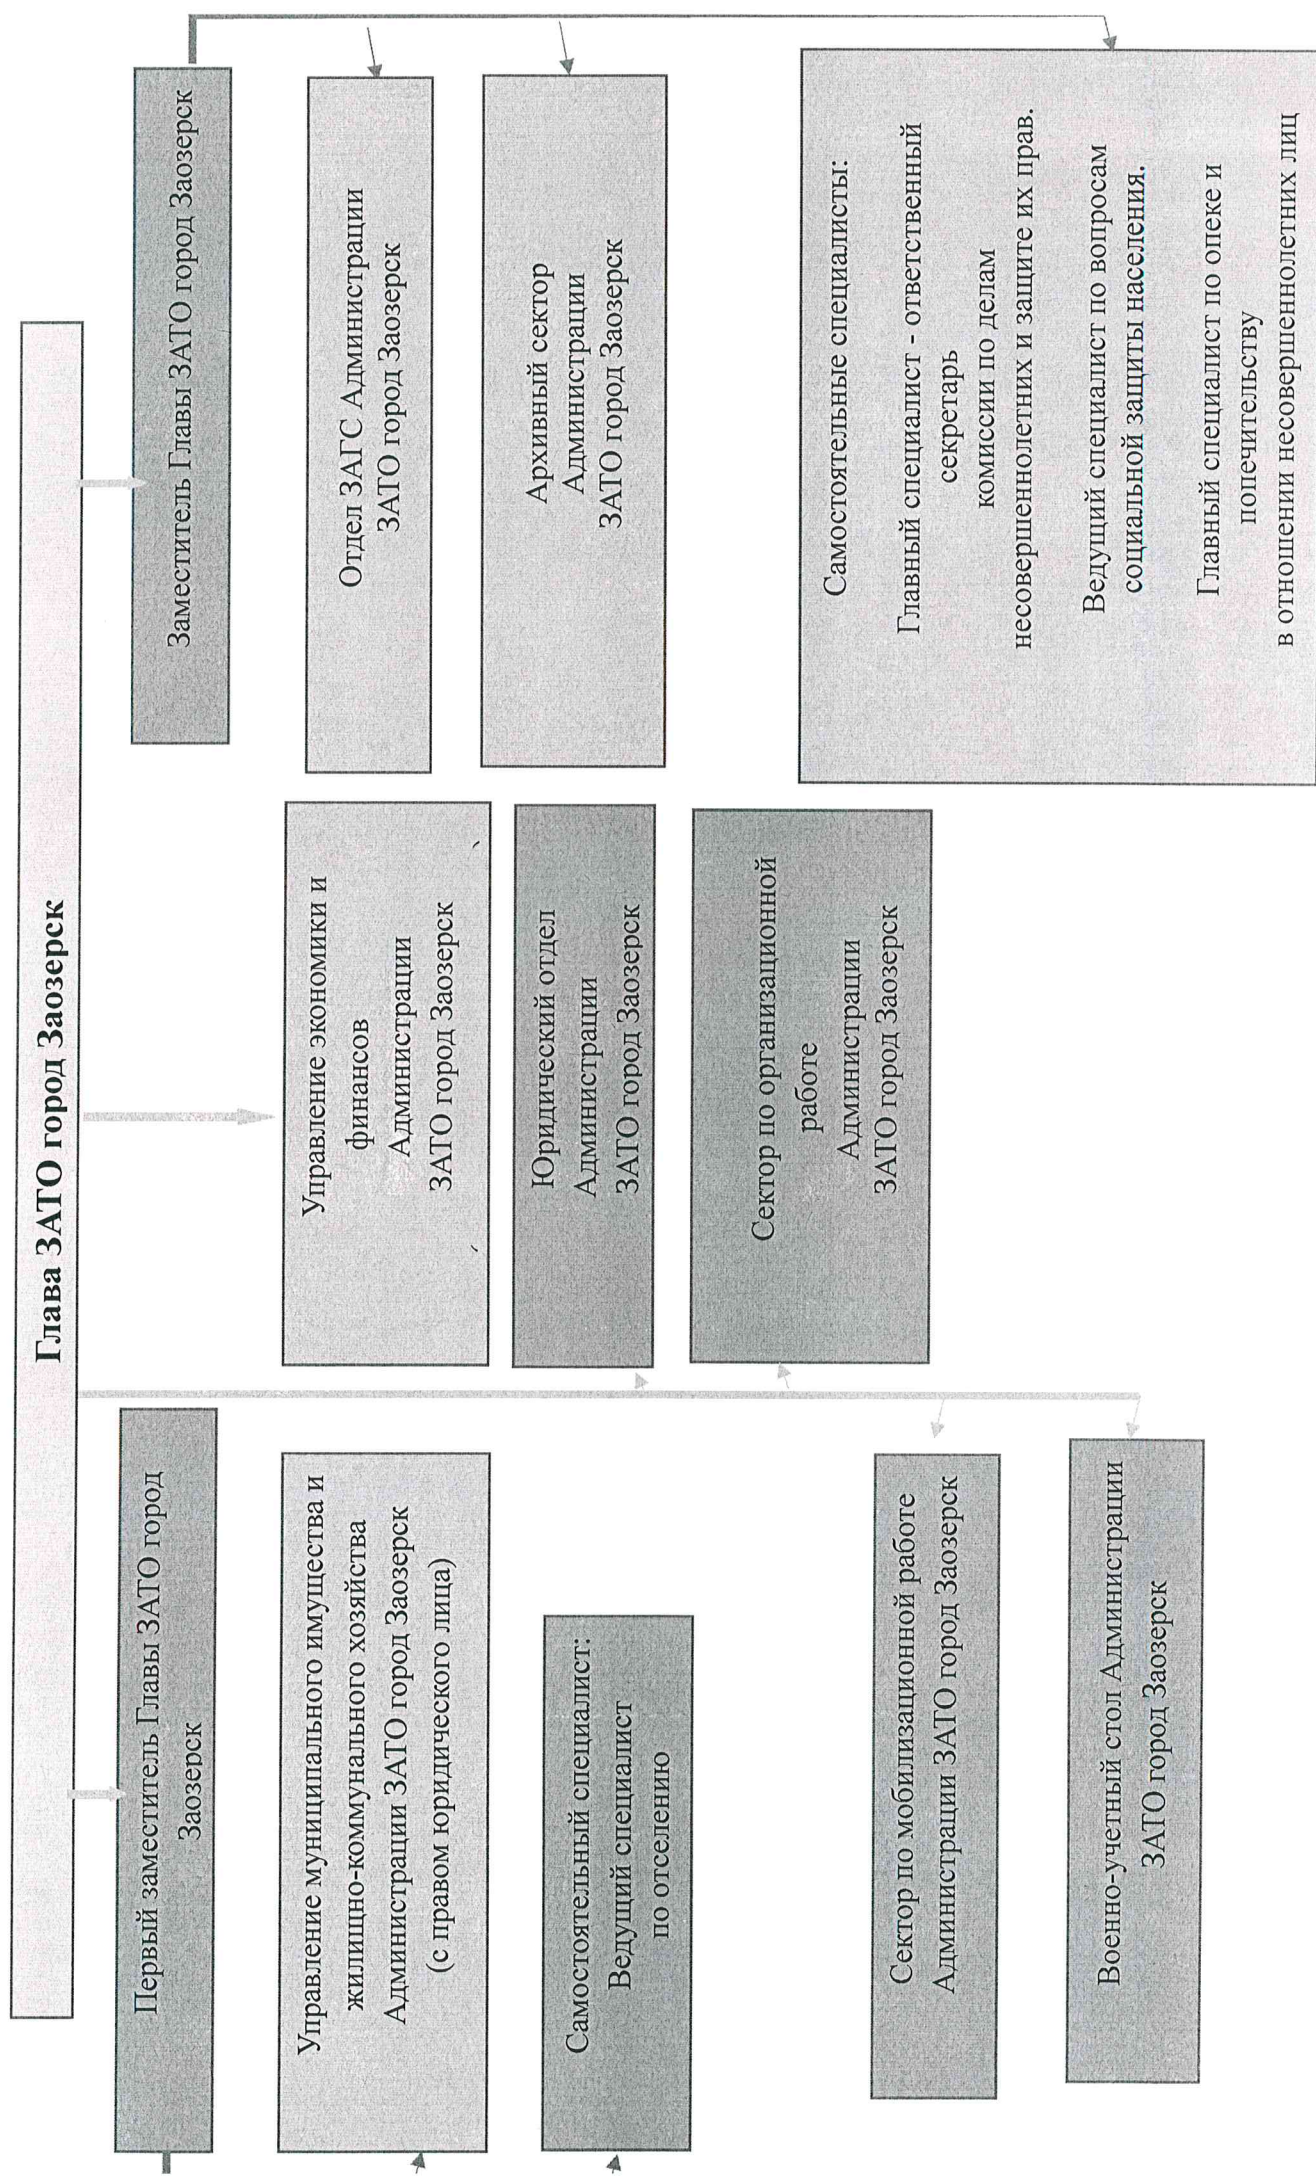 Глава ЗАТО город Заозерск
Первый заместитель Главы ЗАТО город
Заозерск
Управление муниципального имущества и
жилищно-коммунального хозяйства
Администрации ЗАТО город Заозерск
(с правом юридического лица)
Самостоятельный специалист:
Ведущий специалист
по отселению
Сектор по мобилизационной работе
Администрации ЗАТО город Заозерск
Военно-учетный стол Администрации
ЗАТО город Заозерск
Управление экономики и
финансов
Администрации
ЗАТО город Заозерск
Юридический отдел
Администрации
ЗАТО город Заозерск
Сектор по организационной
работе
Администрации
ЗАТО город Заозерск
Заместитель Главы ЗАТО город Заозерск
Отдел ЗАГС Администрации
ЗАТО город Заозерск
Архивный сектор
Администрации
ЗАТО город Заозерск
Самостоятельные специалисты:
Главный специалист - ответственный
секретарь
комиссии по делам
несовершеннолетних и защите их прав.
Ведущий специалист по вопросам
социальной защиты населения.
Главный специалист по опеке и
попечительству
в отношении несовершенолетних лиц